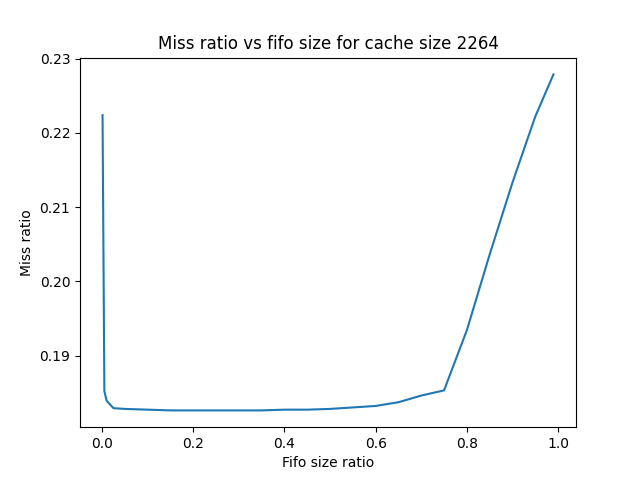 Miss ratio vs fifo size for cache size 2264
0.23
0.22
0.21
0.20
0.19
Miss ratio
0.0 0.2 0.4 0.6 0.8 1.0
Fifo size ratio